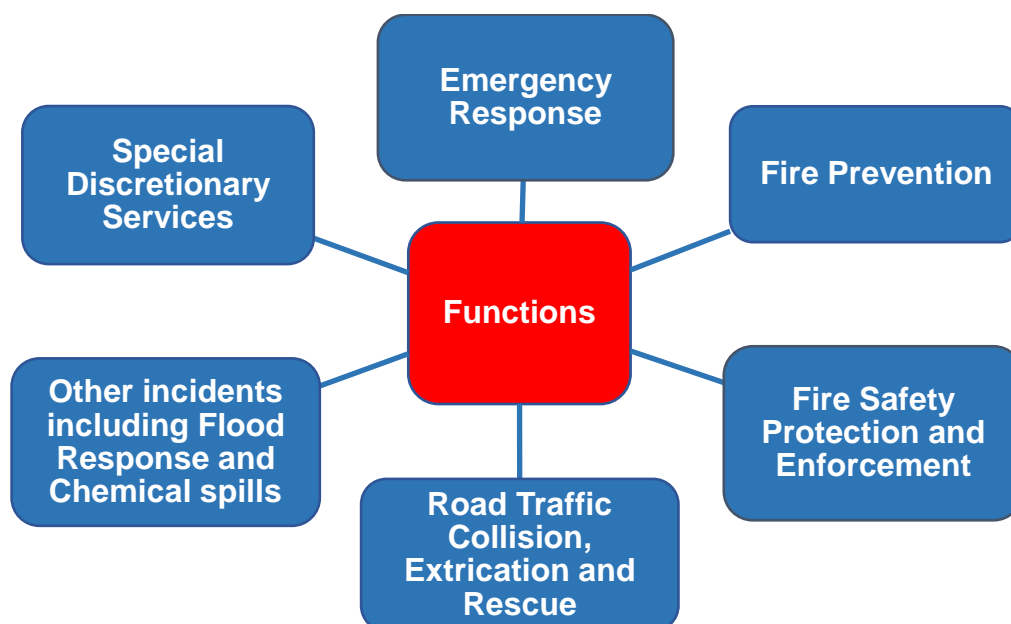 Emergency
Response
Fire Prevention
Fire Safety
Protection and
Enforcement
Road Traffic
Collision,
Extrication and
Rescue
Other incidents
including Flood
Response and
Chemical spills
Special
Discretionary
Services
Functions